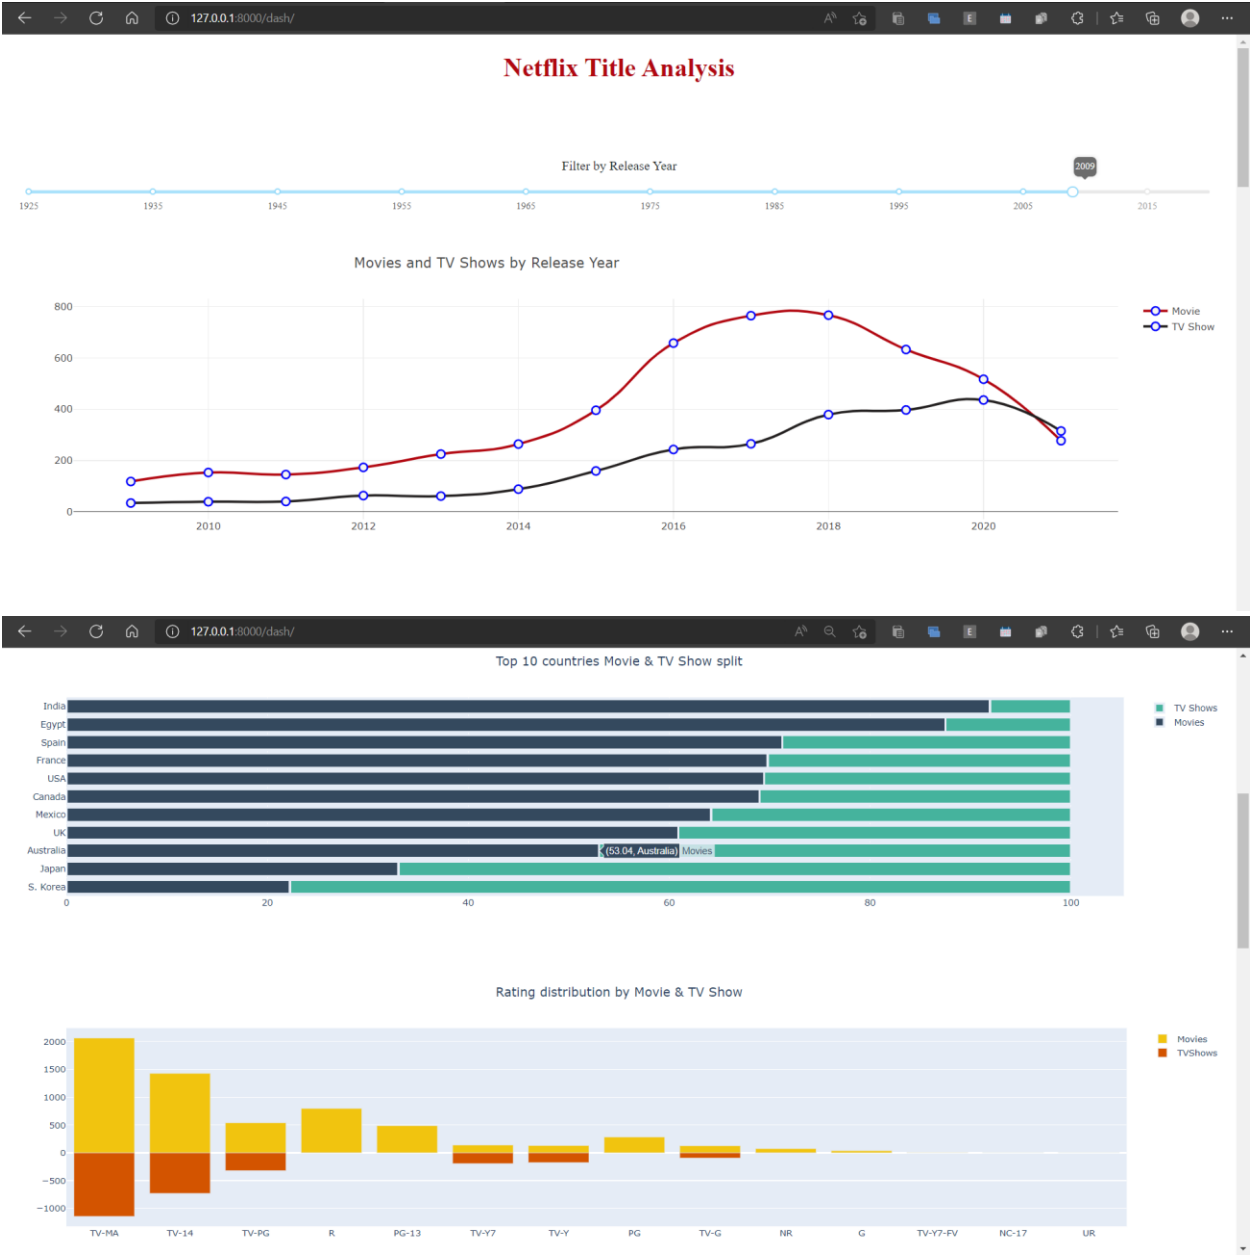 127.0.0.1:8000/dash/
Netflix Title Analysis
Filter by Release Year
2009
1925 1935 1945 1955 1965 1975 1985 1995 2005 2015
Movies and TV Shows by Release Year
800
600
400
200
0
2010 2012 2014 2016 2018 2020
Movie
TV Show
127.0.0.1:8000/dash/
Top 10 countries Movie & TV Show split
India
Egypt
Spain
France
USA
Canada
Mexico
UK
Australia (53.04, Australia) Movies
Japan
S. Korea
0 20 40 60 80 100
TV Shows
Movies
Rating distribution by Movie & TV Show
2000
1500
1000
500
0
−500
−1000
TV-MA TV-14 TV-PG R PG-13 TV-Y7 TV-Y PG TV-G NR G TV-Y7-FV NC-17 UR
Movies
TVShows